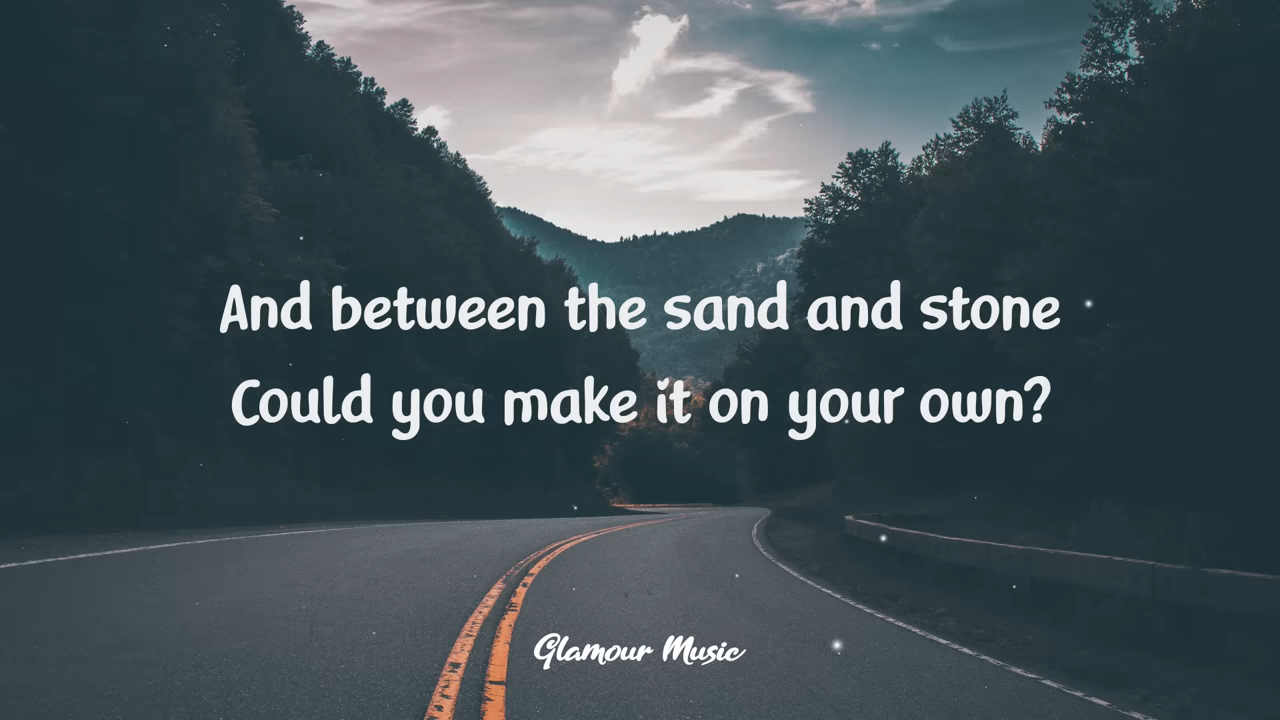 And between the sand and stone
Could you make it on your own?
Glamour Music